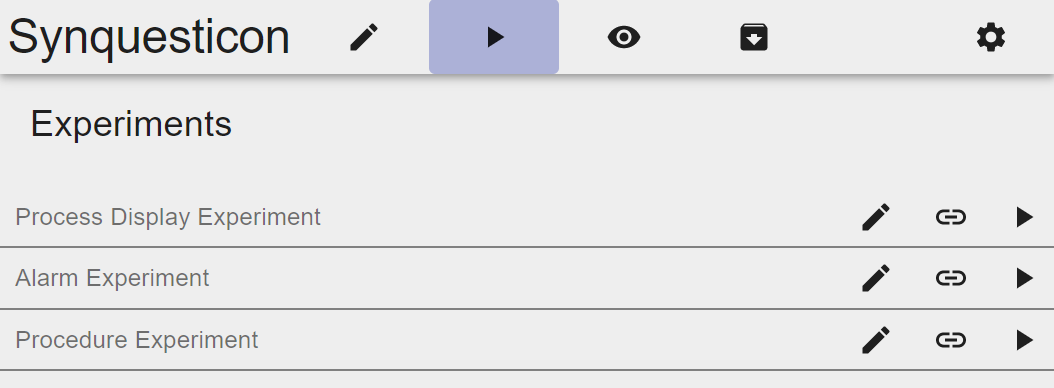 Synquesticon
Experiments
Process Display Experiment
Alarm Experiment
Procedure Experiment